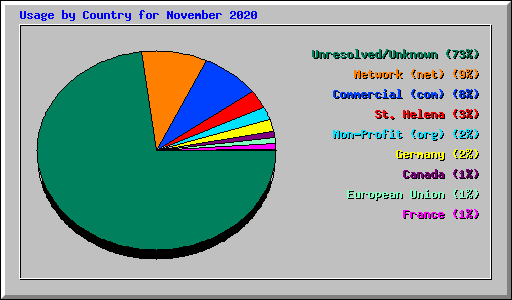 Usage by Country for November 2020
Unresolved/Unknown (73%)
Network (net) (9%)
Commercial (com) (8%)
St. Helena (3%)
Non-Profit (org) (2%)
Germany (2%)
Canada (1%)
European Union (1%)
France (1%)